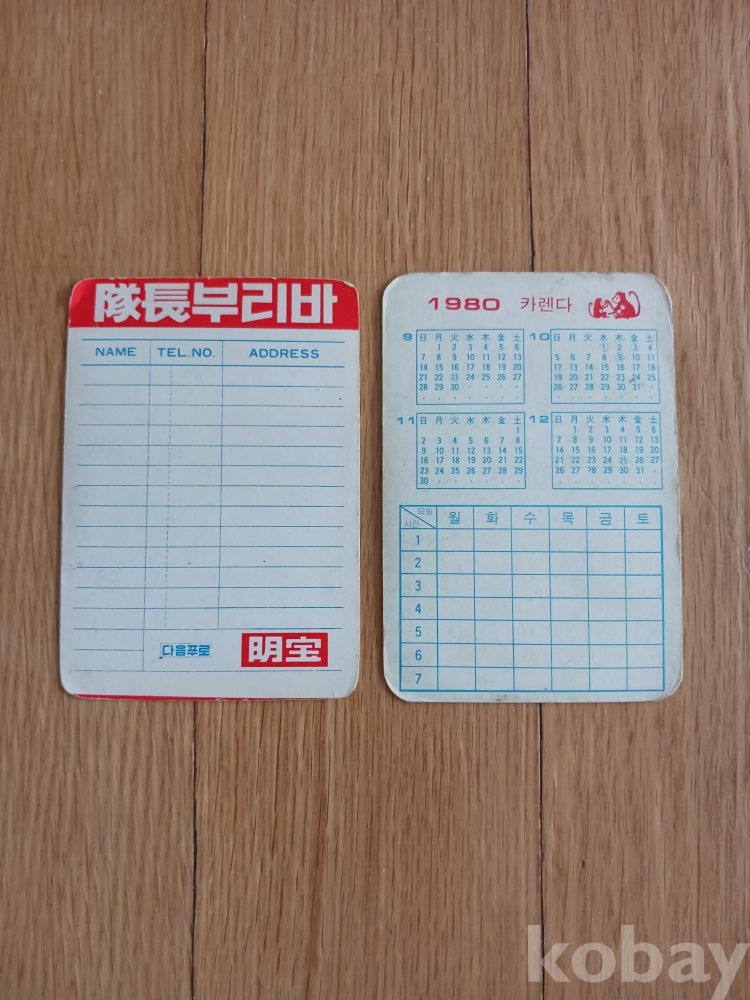 隊長부리바
NAME TEL.NO. ADDRESS
다음푸로 明宝
1980 카렌다
9 日 月 火 水 木 金 土
1 2 3 4 5 6
7 8 9 10 11 12 13
14 15 16 17 18 19 20
21 22 23 24 25 26 27
28 29 30
10 日 月 火 水 木 金 土
1 2 3 4
5 6 7 8 9 10 11
12 13 14 15 16 17 18
19 20 21 22 23 24 25
26 27 28 29 30 31
11 日 月 火 水 木 金 土
1
2 3 4 5 6 7 8
9 10 11 12 13 14 15
16 17 18 19 20 21 22
23 24 25 26 27 28 29
30
12 日 月 火 水 木 金 土
1 2 3 4 5 6
7 8 9 10 11 12 13
14 15 16 17 18 19 20
21 22 23 24 25 26 27
28 29 30 31
요일
시간 월 화 수 목 금 토
1
2
3
4
5
6
7
kobay